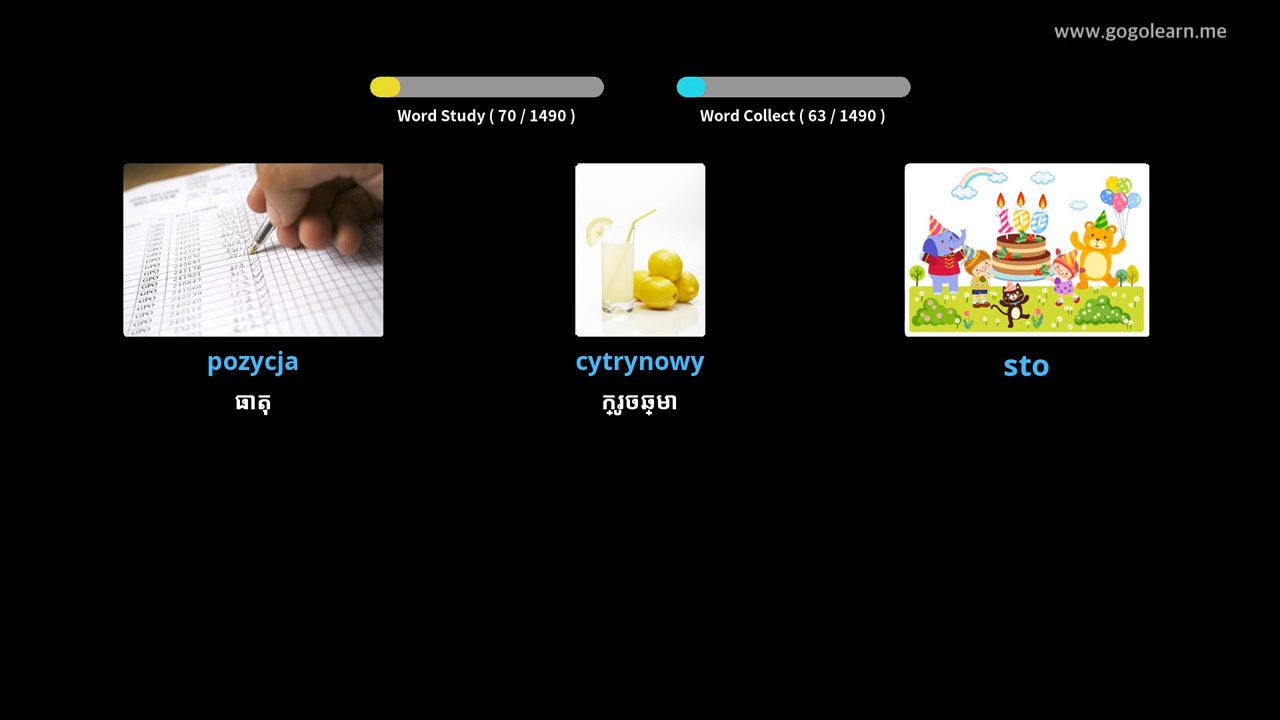 www.gogolearn.me
Word Study ( 70 / 1490 )
Word Collect ( 63 / 1490 )
100
pozycja
cytrynowy
sto
ធាតុ
ក្រូចឆ្មា